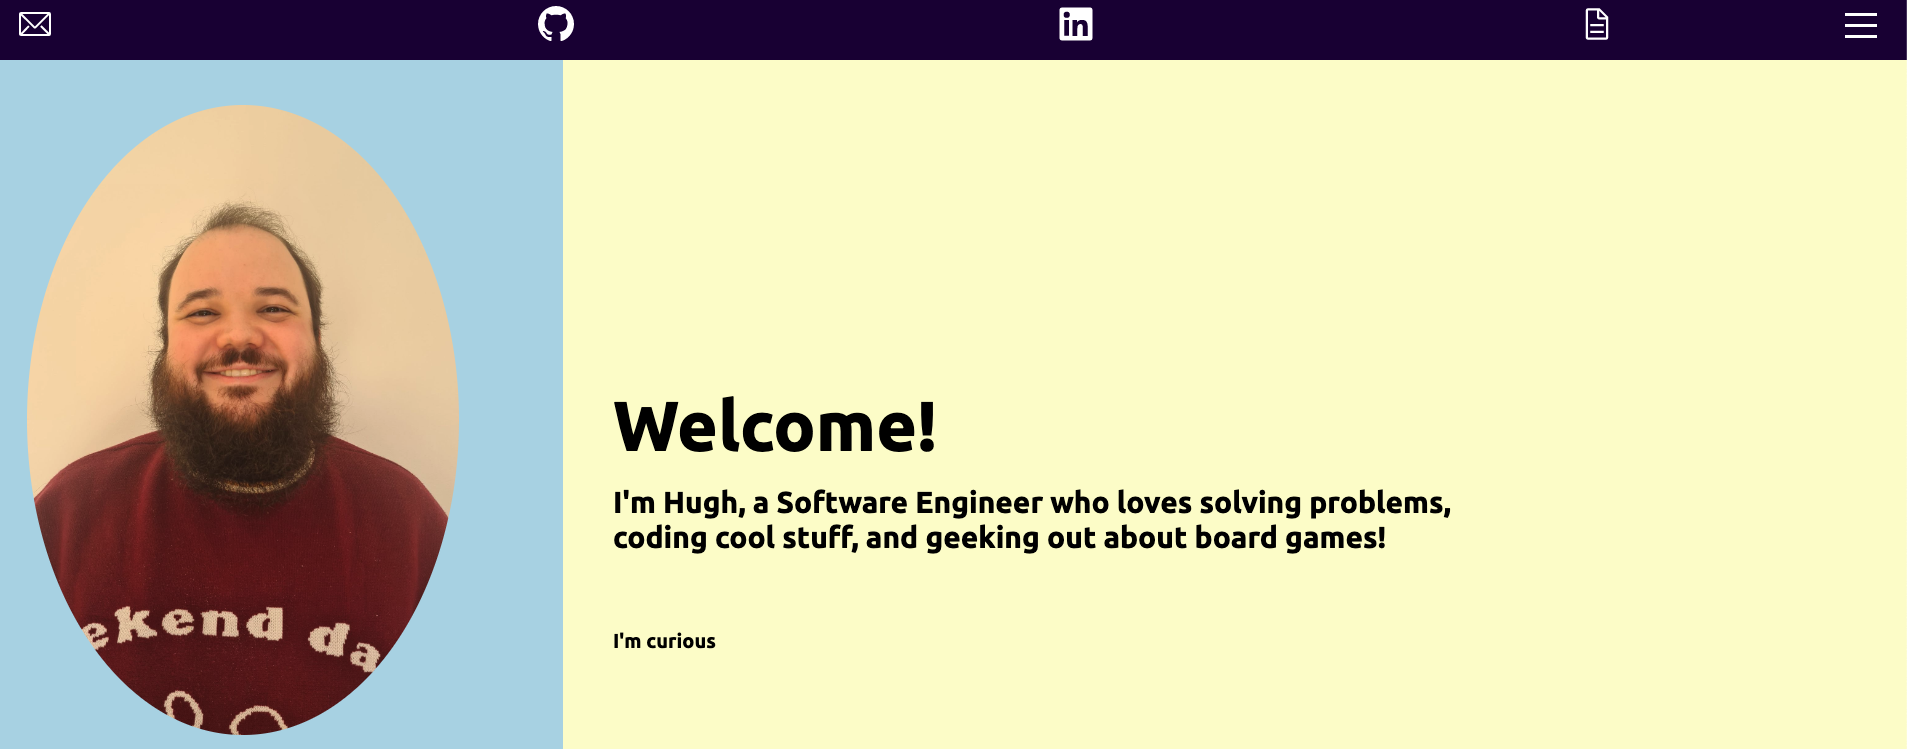 in
ekend da
Welcome!
I'm Hugh, a Software Engineer who loves solving problems,
coding cool stuff, and geeking out about board games!
I'm curious